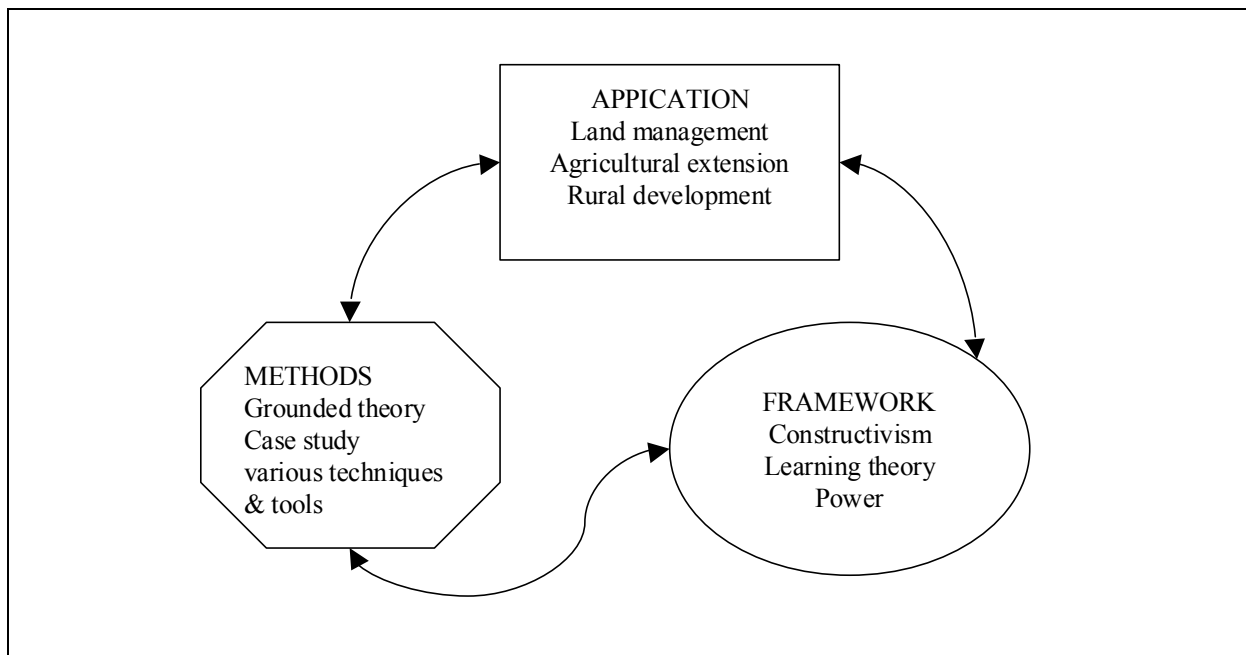 APPICATION
Land management
Agricultural extension
Rural development
METHODS
Grounded theory
Case study
various techniques
& tools
FRAMEWORK
Constructivism
Learning theory
Power